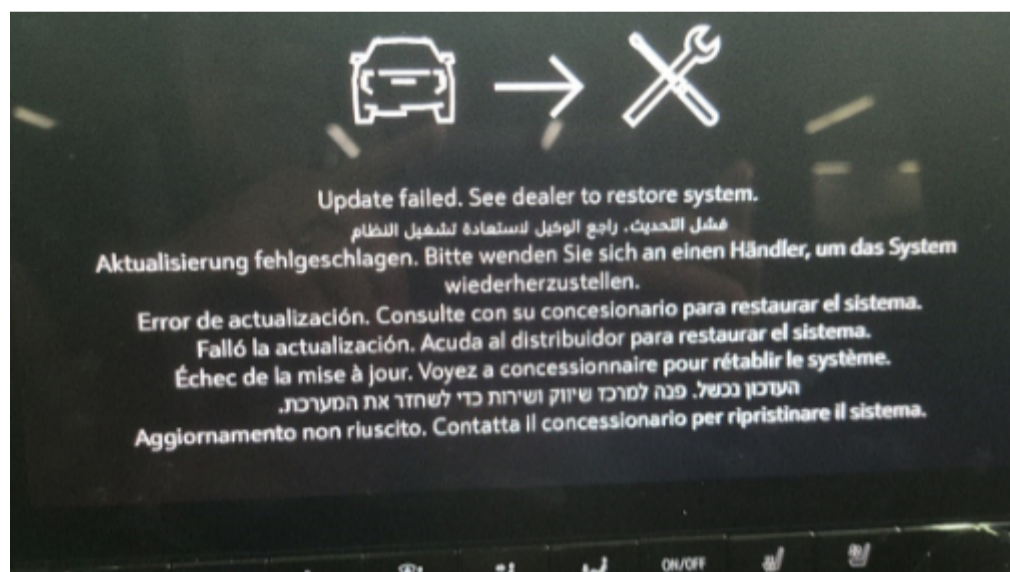 Update failed. See dealer to restore system.
فشل التحديث. راجع الوكيل لاستعادة تشغيل النظام
Aktualisierung fehlgeschlagen. Bitte wenden Sie sich an einen Händler, um das System
wiederherzustellen.
Error de actualización. Consulte con su concesionario para restaurar el sistema.
Falló la actualización. Acuda al distribuidor para restaurar el sistema.
Échec de la mise à jour. Voyez a concessionnaire pour rétablir le système.
העדכון נכשל. פנה למרכז שיווק ושירות כדי לשחזר את המערכת.
Aggiornamento non riuscito. Contatta il concessionario per ripristinare il sistema.
ON/OFF